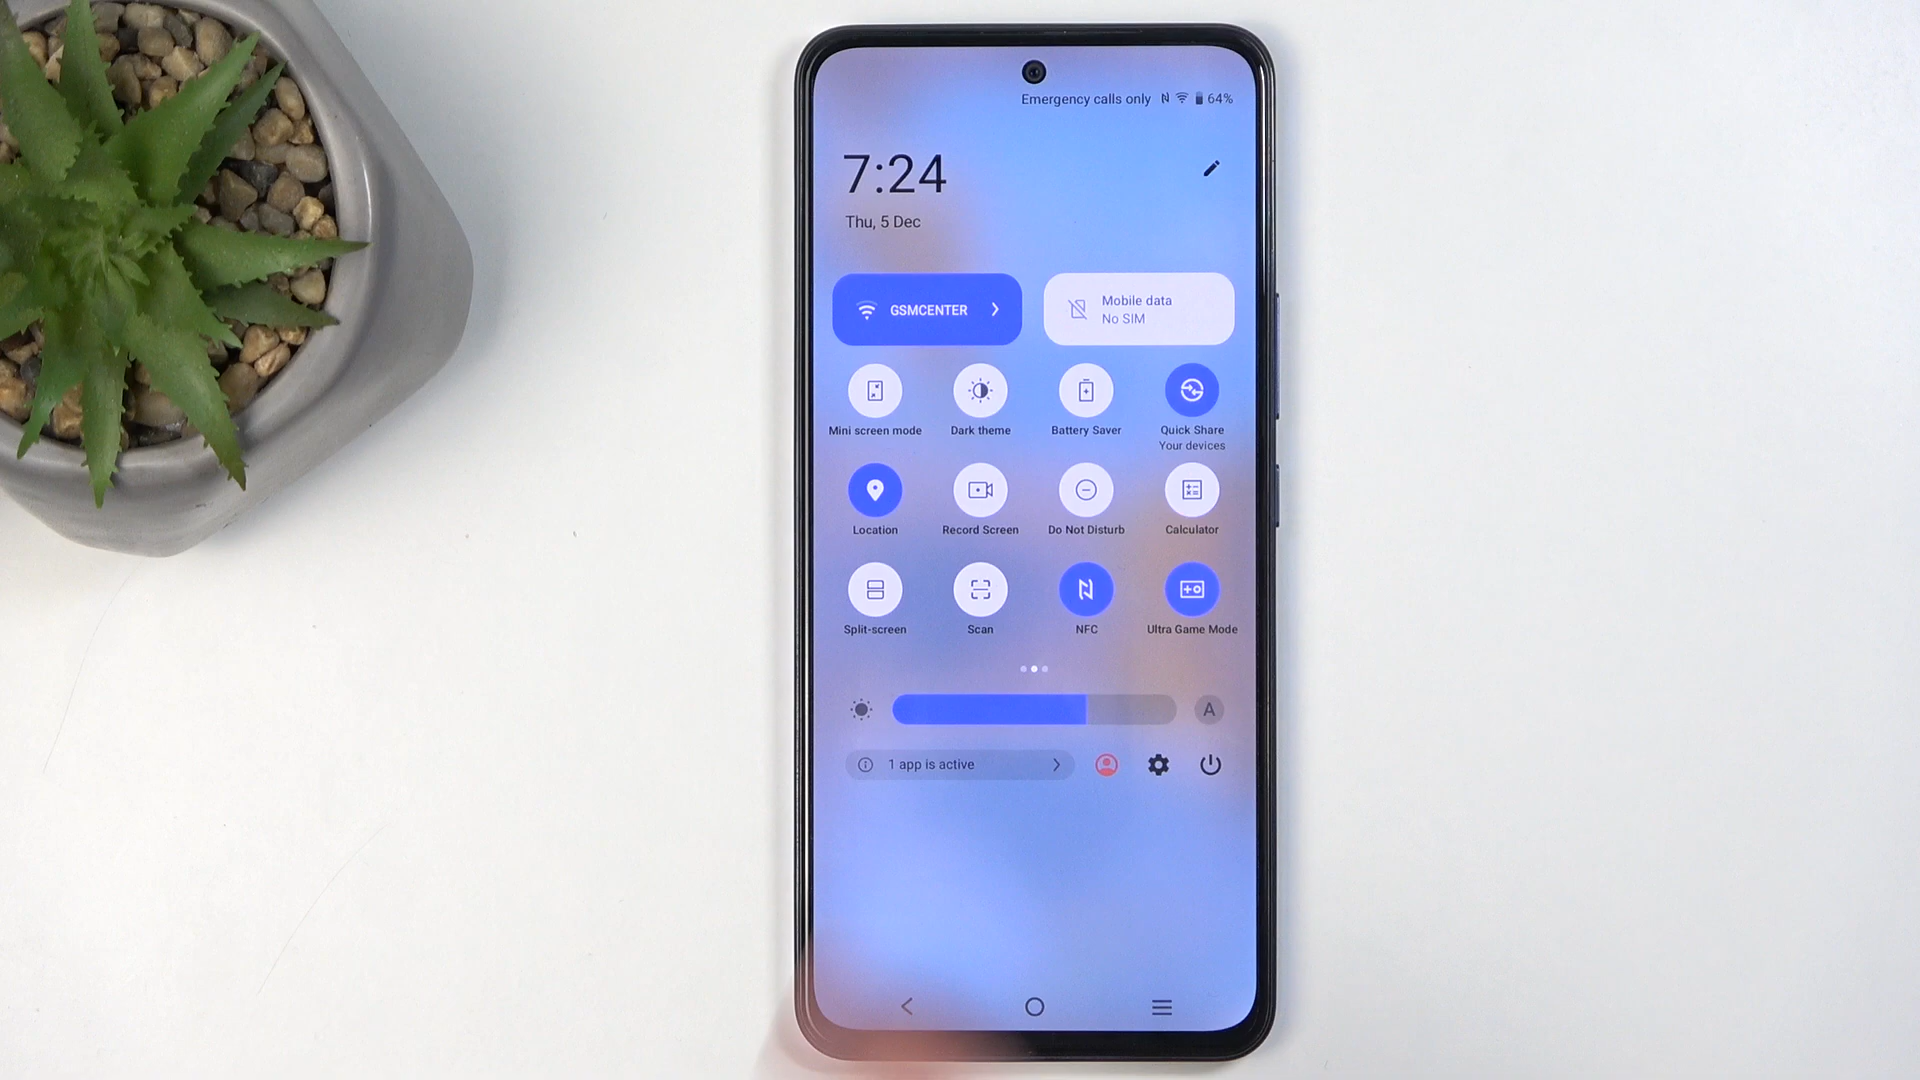 Emergency calls only 64%
7:24
Thu, 5 Dec
GSMCENTER
Mobile data
No SIM
Mini screen mode Dark theme Battery Saver Quick Share
Your devices
Location Record Screen Do Not Disturb Calculator
Split-screen Scan NFC Ultra Game Mode
A
1 app is active